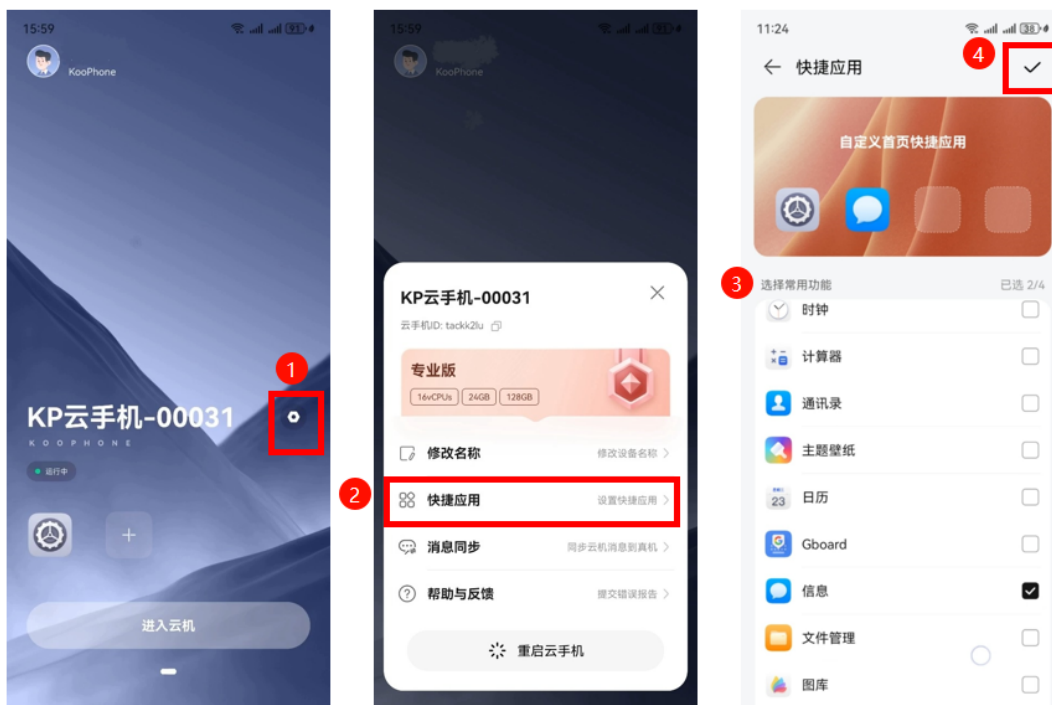 15:59
91
KooPhone
1
KP云手机-00031
KOOPHONE
运行中
进入云机
15:59
91
KooPhone
KP云手机-00031
云手机ID: tackk2lu
专业版
16vCPUs 24GB 128GB
修改名称 修改设备名称
2
快捷应用 设置快捷应用
消息同步 同步云机消息到真机
帮助与反馈 提交错误报告
重启云手机
11:24
38
4
快捷应用
自定义首页快捷应用
3
选择常用功能 已选 2/4
时钟
计算器
通讯录
主题壁纸
23
日历
Gboard
信息
文件管理
图库